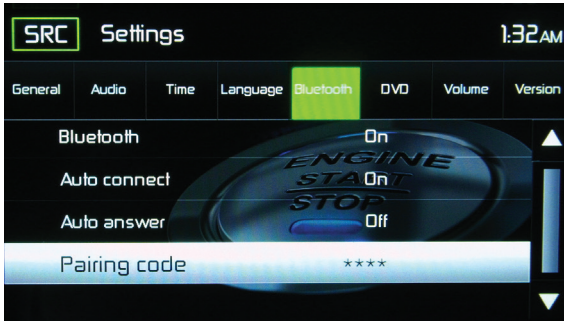 SRC Settings 1:32AM
General Audio Time Language Bluetooth DVD Volume Version
Bluetooth On
Auto connect On
Auto answer Off
Pairing code ****
ENGINE
START
STOP